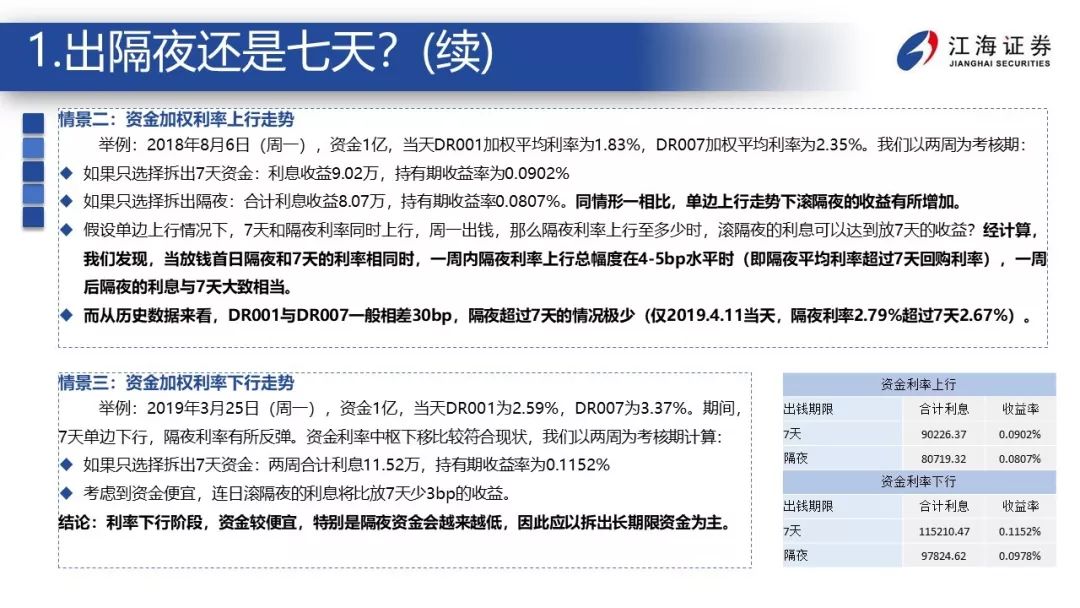 1.出隔夜还是七天？(续)
江海证券
JIANGHAI SECURITIES
情景二：资金加权利率上行走势
举例：2018年8月6日（周一），资金1亿，当天DR001加权平均利率为1.83%，DR007加权平均利率为2.35%。我们以两周为考核期：
如果只选择拆出7天资金：利息收益9.02万，持有期收益率为0.0902%
如果只选择拆出隔夜：合计利息收益8.07万，持有期收益率0.0807%。同情形一相比，单边上行走势下滚隔夜的收益有所增加。
假设单边上行情况下，7天和隔夜利率同时上行，周一出钱，那么隔夜利率上行至多少时，滚隔夜的利息可以达到放7天的收益？经计算，
我们发现，当放钱首日隔夜和7天的利率相同时，一周内隔夜利率上行总幅度在4-5bp水平时（即隔夜平均利率超过7天回购利率），一周
后隔夜的利息与7天大致相当。
而从历史数据来看，DR001与DR007一般相差30bp，隔夜超过7天的情况极少（仅2019.4.11当天，隔夜利率2.79%超过7天2.67%）。
情景三：资金加权利率下行走势
举例：2019年3月25日（周一），资金1亿，当天DR001为2.59%，DR007为3.37%。期间，
7天单边下行，隔夜利率有所反弹。资金利率中枢下移比较符合现状，我们以两周为考核期计算：
如果只选择拆出7天资金：两周合计利息11.52万，持有期收益率为0.1152%
考虑到资金便宜，连日滚隔夜的利息将比放7天少3bp的收益。
结论：利率下行阶段，资金较便宜，特别是隔夜资金会越来越低，因此应以拆出长期限资金为主。
资金利率上行
出钱期限 合计利息 收益率
7天 90226.37 0.0902%
隔夜 80719.32 0.0807%
资金利率下行
出钱期限 合计利息 收益率
7天 115210.47 0.1152%
隔夜 97824.62 0.0978%